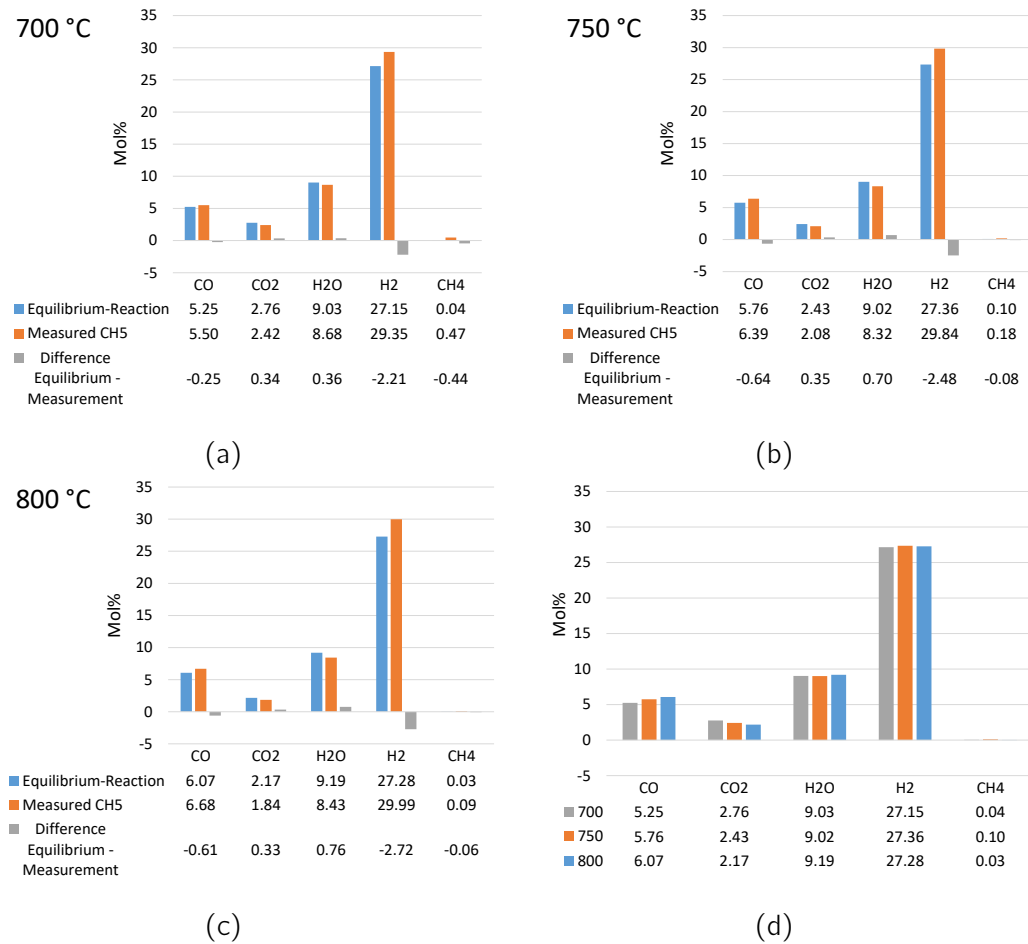 700 °C
35
30
25
20
15
10
5
0
-5
Mol%
CO CO2 H2O H2 CH4
Equilibrium-Reaction 5.25 2.76 9.03 27.15 0.04
Measured CH5 5.50 2.42 8.68 29.35 0.47
Difference
Equilibrium - -0.25 0.34 0.36 -2.21 -0.44
Measurement
(a)
750 °C
35
30
25
20
15
10
5
0
-5
Mol%
CO CO2 H2O H2 CH4
Equilibrium-Reaction 5.76 2.43 9.02 27.36 0.10
Measured CH5 6.39 2.08 8.32 29.84 0.18
Difference
Equilibrium - -0.64 0.35 0.70 -2.48 -0.08
Measurement
(b)
800 °C
35
30
25
20
15
10
5
0
-5
Mol%
CO CO2 H2O H2 CH4
Equilibrium-Reaction 6.07 2.17 9.19 27.28 0.03
Measured CH5 6.68 1.84 8.43 29.99 0.09
Difference
Equilibrium - -0.61 0.33 0.76 -2.72 -0.06
Measurement
(c)
35
30
25
20
15
10
5
0
-5
Mol%
CO CO2 H2O H2 CH4
700 5.25 2.76 9.03 27.15 0.04
750 5.76 2.43 9.02 27.36 0.10
800 6.07 2.17 9.19 27.28 0.03
(d)